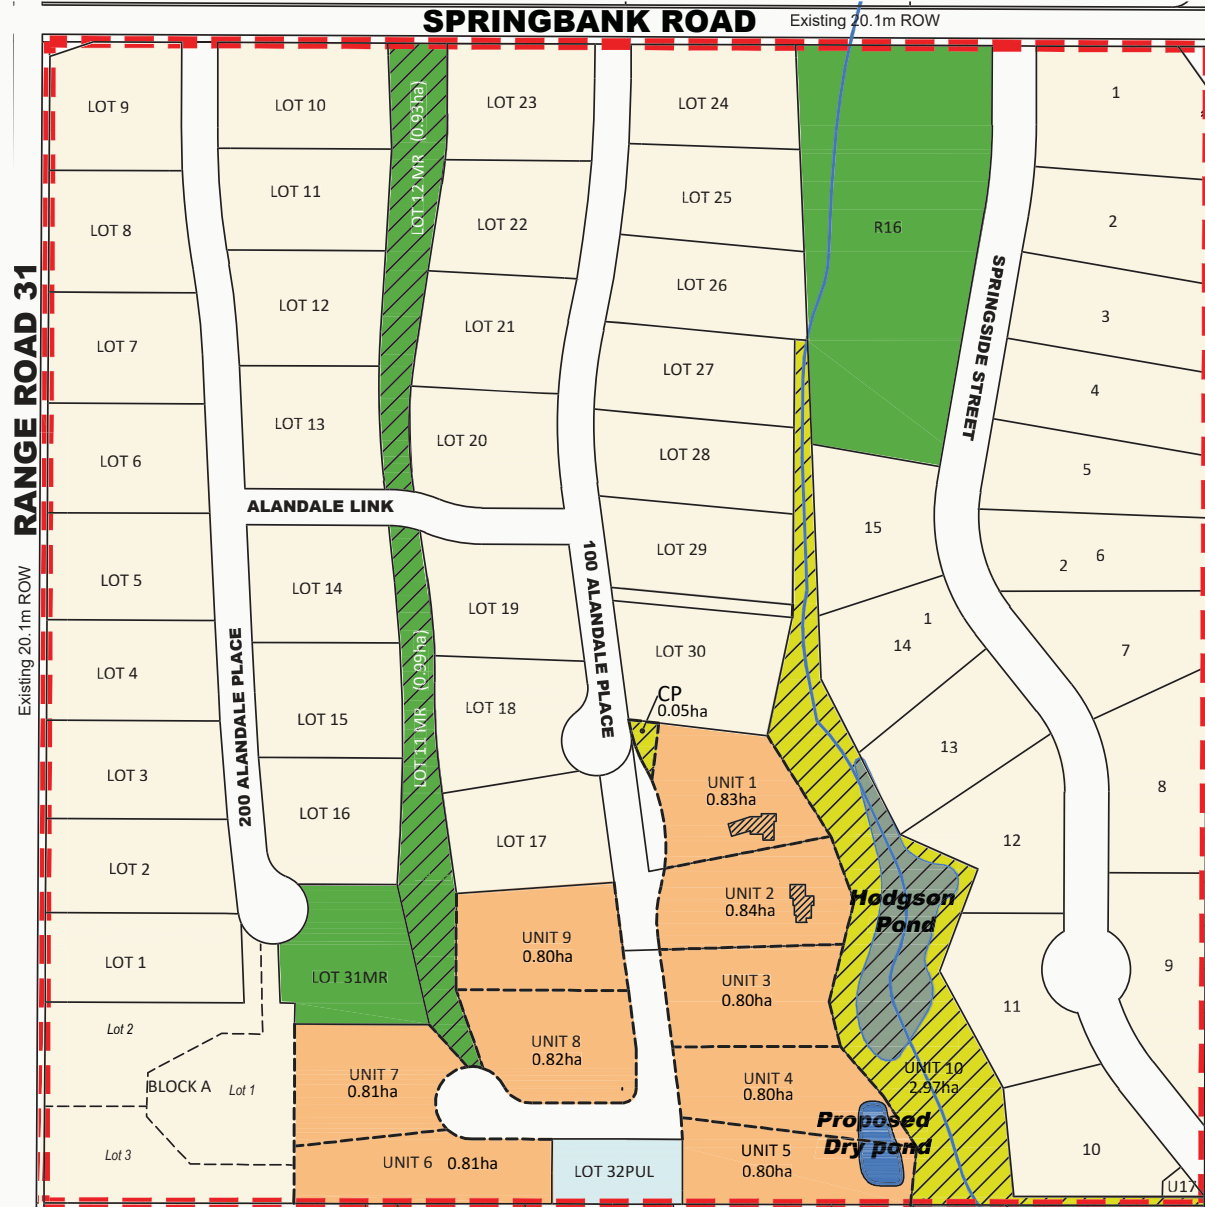 SPRINGBANK ROAD
Existing 20.1m ROW
RANGE ROAD 31
Existing 20.1m ROW
LOT 9
LOT 8
LOT 7
LOT 6
LOT 5
LOT 4
LOT 3
LOT 2
LOT 1
Lot 2
BLOCK A
Lot 1
Lot 3
200 ALANDALE PLACE
LOT 10
LOT 11
LOT 12
LOT 13
ALANDALE LINK
LOT 14
LOT 15
LOT 16
LOT 31MR
LOT 12 MR (0.93ha)
LOT 11 MR (0.99ha)
LOT 23
LOT 22
LOT 21
LOT 20
LOT 19
LOT 18
LOT 17
100 ALANDALE PLACE
LOT 24
LOT 25
LOT 26
LOT 27
LOT 28
LOT 29
LOT 30
CP
0.05ha
UNIT 1
0.83ha
UNIT 2
0.84ha
UNIT 3
0.80ha
UNIT 4
0.80ha
UNIT 5
0.80ha
UNIT 9
0.80ha
UNIT 8
0.82ha
UNIT 7
0.81ha
UNIT 6 0.81ha
LOT 32PUL
Hodgson
Pond
UNIT 10
2.97ha
Proposed
Dry pond
R16
SPRINGSIDE STREET
15
1
14
13
12
11
10
U17
1
2
3
4
5
6
2
7
8
9